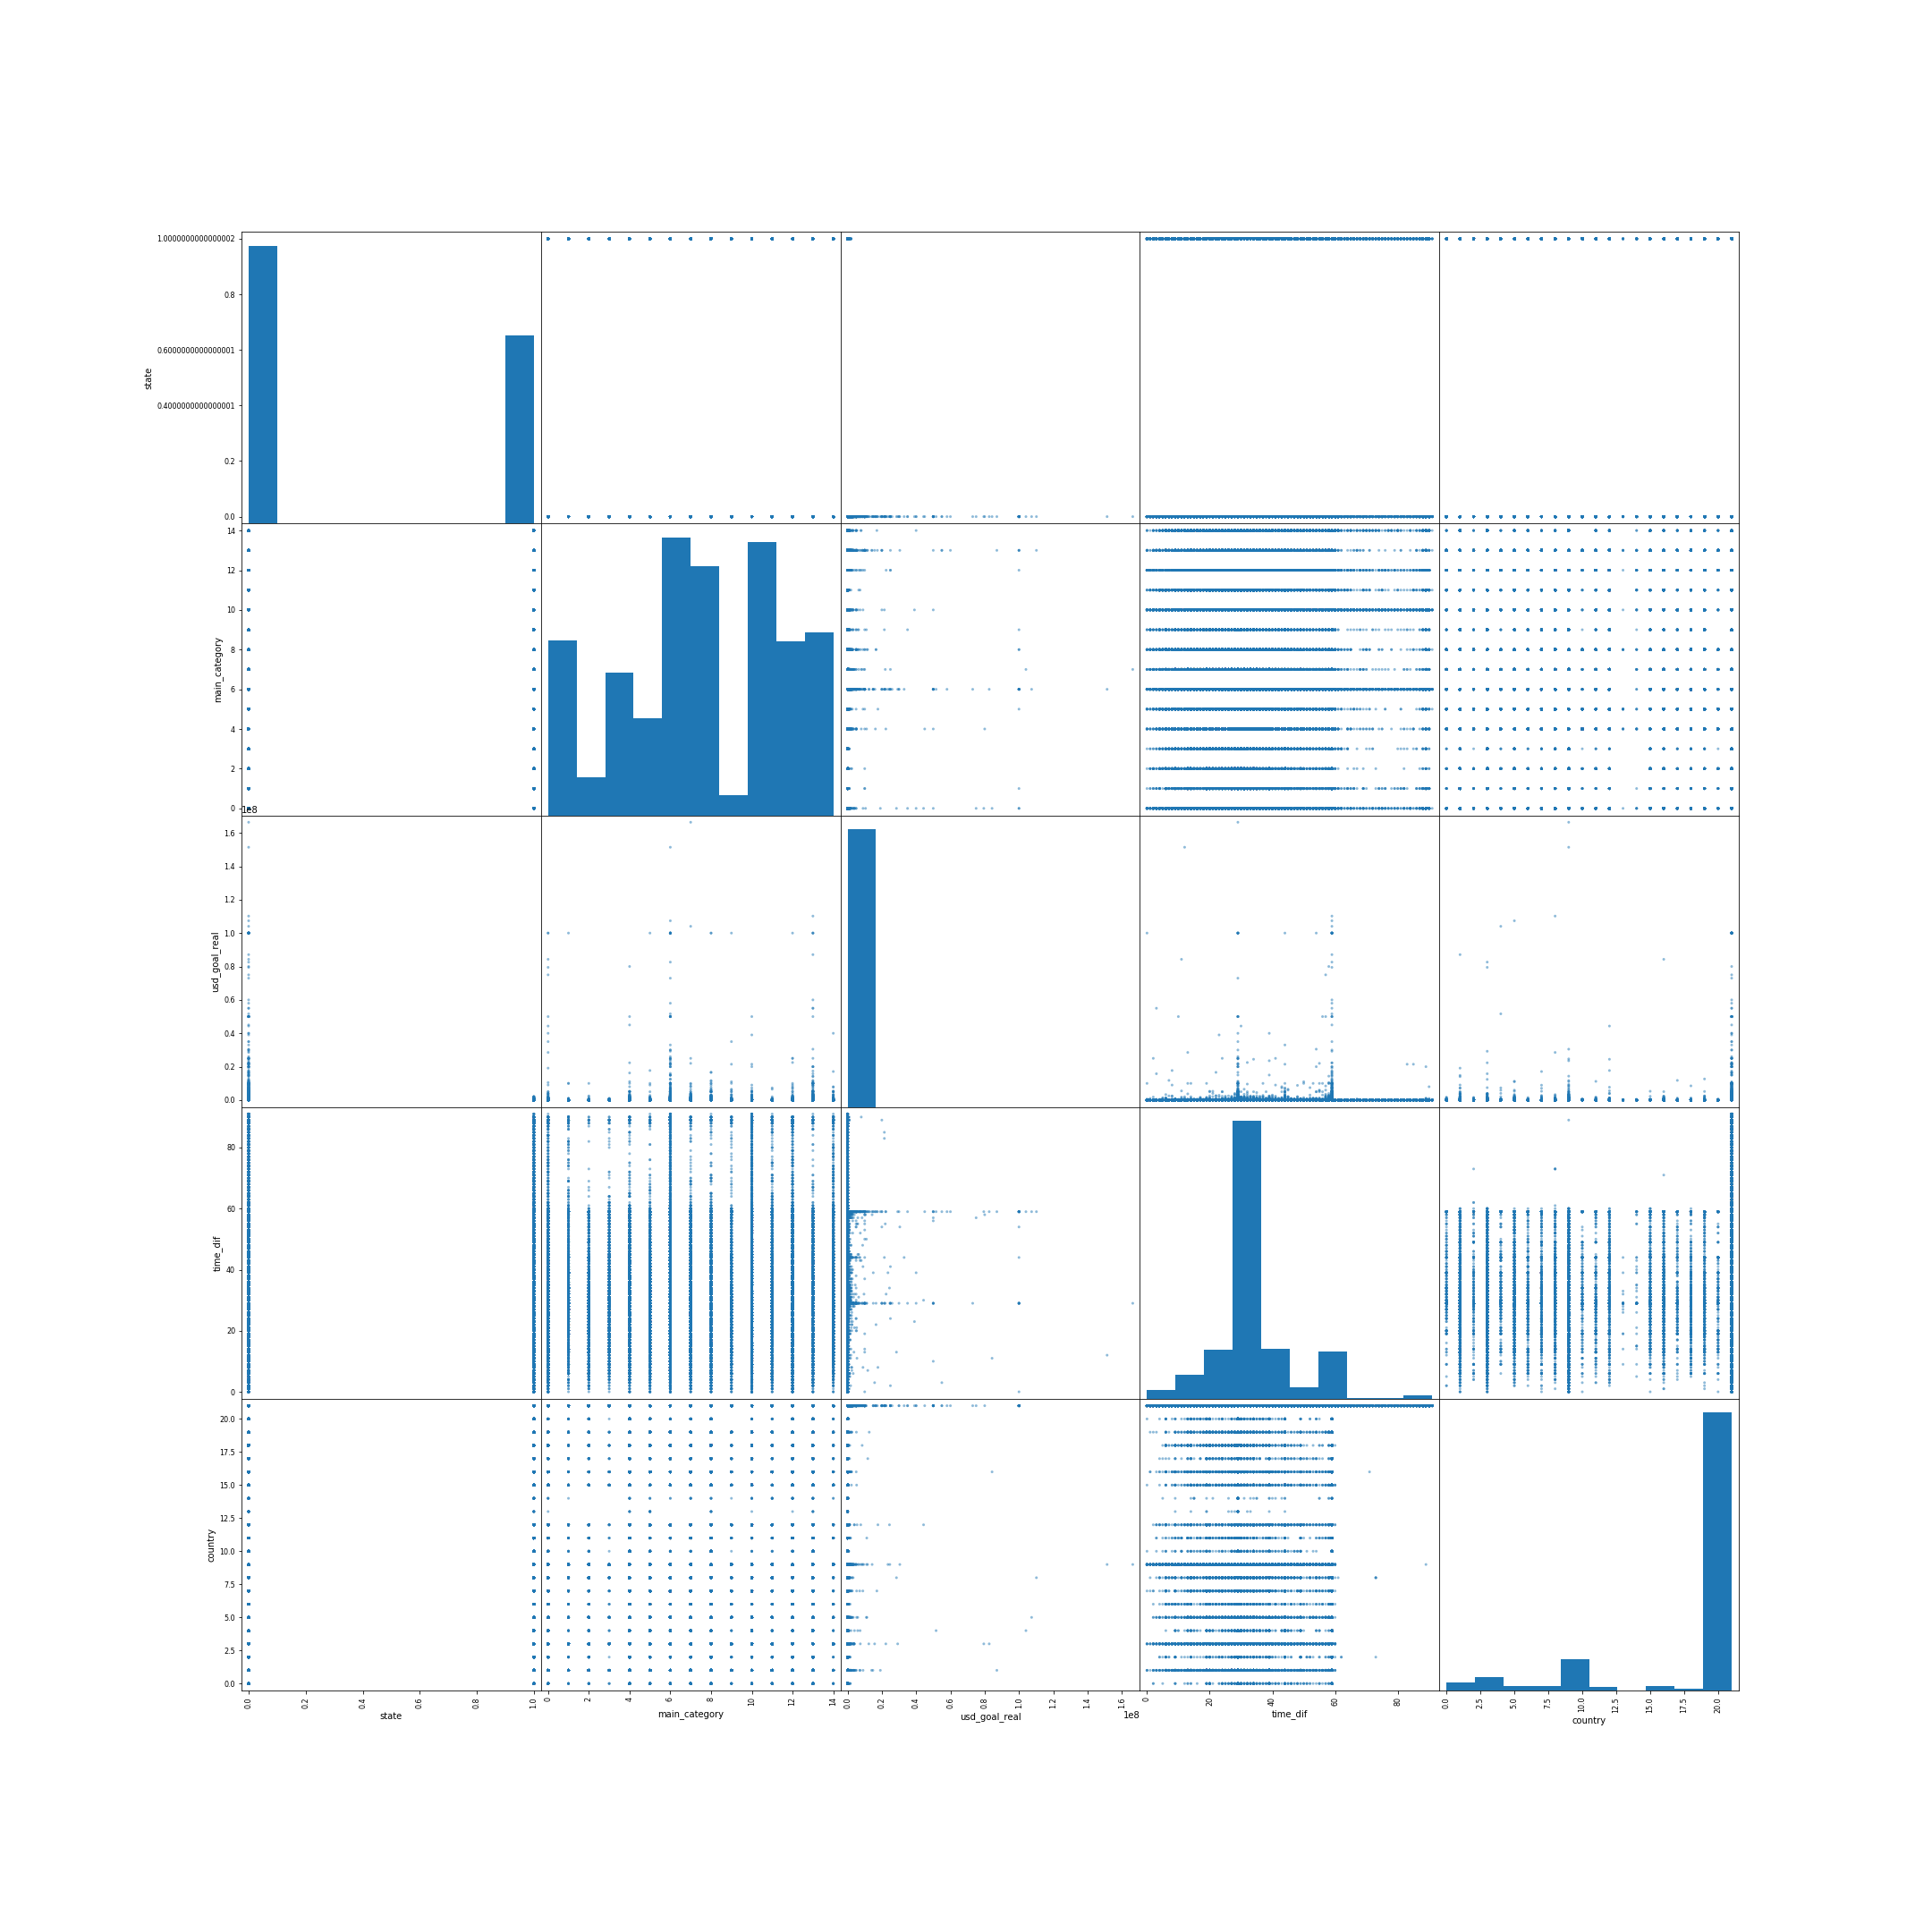 1.0000000000000002
0.8
0.6000000000000001
0.4000000000000001
0.2
0.0
state
14
12
10
8
6
4
2
0
main_category
1e8
1.6
1.4
1.2
1.0
0.8
0.6
0.4
0.2
0.0
usd_goal_real
80
60
40
20
0
time_dif
20.0
17.5
15.0
12.5
10.0
7.5
5.0
2.5
0.0
country
0.0 0.2 0.4 0.6 0.8 1.0
state
0 2 4 6 8 10 12 14
main_category
0.0 0.2 0.4 0.6 0.8 1.0 1.2 1.4 1.6
usd_goal_real
1e8
0 20 40 60 80
time_dif
0.0 2.5 5.0 7.5 10.0 12.5 15.0 17.5 20.0
country